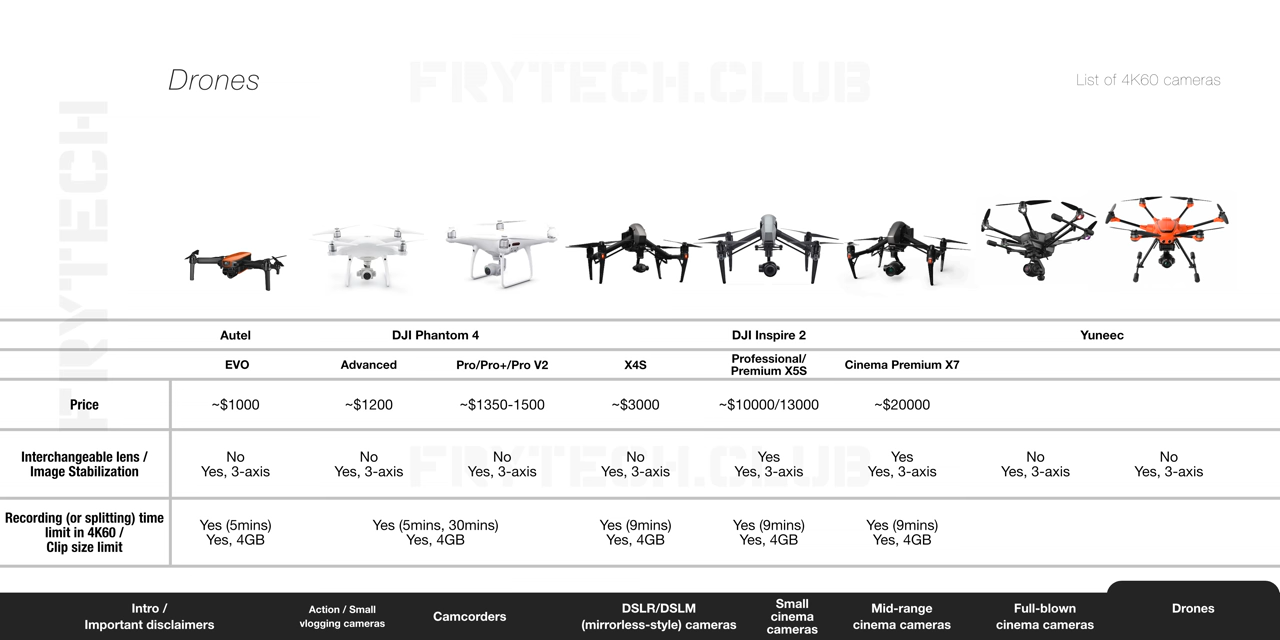 Drones
FRYTECH.CLUB
List of 4K60 cameras
FRYTECH
Autel
DJI Phantom 4
DJI Inspire 2
Yuneec
EVO
Advanced
Pro/Pro+/Pro V2
X4S
Professional/
Premium X5S
Cinema Premium X7
Price
~$1000
~$1200
~$1350-1500
~$3000
~$10000/13000
~$20000
Interchangeable lens /
Image Stabilization
No
Yes, 3-axis
No
Yes, 3-axis
No
Yes, 3-axis
No
Yes, 3-axis
Yes
Yes, 3-axis
Yes
Yes, 3-axis
No
Yes, 3-axis
No
Yes, 3-axis
FRYTECH.CLUB
Recording (or splitting) time
limit in 4K60 /
Clip size limit
Yes (5mins)
Yes, 4GB
Yes (5mins, 30mins)
Yes, 4GB
Yes (9mins)
Yes, 4GB
Yes (9mins)
Yes, 4GB
Yes (9mins)
Yes, 4GB
Intro /
Important disclaimers
Action / Small
vlogging cameras
Camcorders
DSLR/DSLM
(mirrorless-style) cameras
Small
cinema
cameras
Mid-range
cinema cameras
Full-blown
cinema cameras
Drones